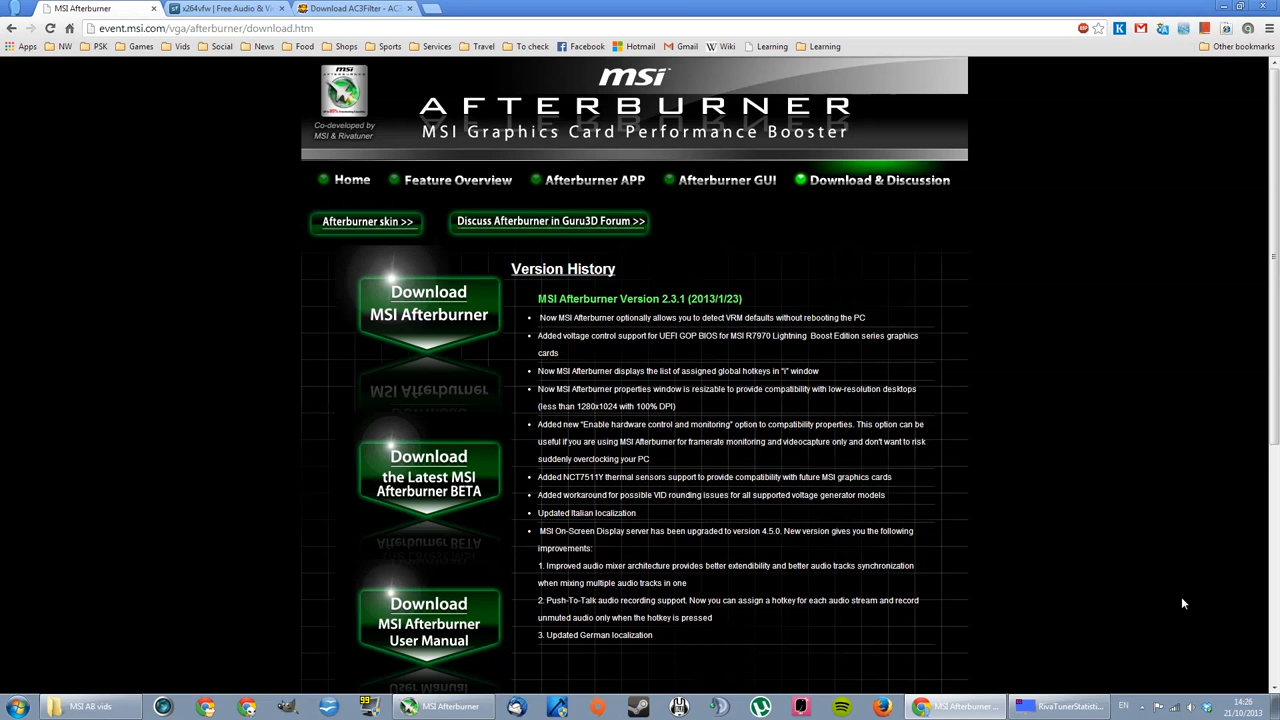 MSI Afterburner
x264vfw | Free Audio & Vi
Download AC3Filter - AC3
event.msi.com/vga/afterburner/download.htm
Apps NW PSK Games Vids Social News Food Shops Sports Services Travel To check Facebook Hotmail Gmail Wiki Learning Learning Other bookmarks
msi
AFTERBURNER
MSI Graphics Card Performance Booster
Co-developed by
MSI & Rivatuner
Home Feature Overview Afterburner APP Afterburner GUI Download & Discussion
Afterburner skin >> Discuss Afterburner in Guru3D Forum >>
Download
MSI Afterburner
Download
the Latest MSI
Afterburner BETA
Download
MSI Afterburner
User Manual
Version History
MSI Afterburner Version 2.3.1 (2013/1/23)
Now MSI Afterburner optionally allows you to detect VRM defaults without rebooting the PC
Added voltage control support for UEFI GOP BIOS for MSI R7970 Lightning Boost Edition series graphics
cards
Now MSI Afterburner displays the list of assigned global hotkeys in "i" window
Now MSI Afterburner properties window is resizable to provide compatibility with low-resolution desktops
(less than 1280x1024 with 100% DPI)
Added new "Enable hardware control and monitoring" option to compatibility properties. This option can be
useful if you are using MSI Afterburner for framerate monitoring and videocapture only and don't want to risk
suddenly overclocking your PC
Added NCT7511Y thermal sensors support to provide compatibility with future MSI graphics cards
Added workaround for possible VID rounding issues for all supported voltage generator models
Updated Italian localization
MSI On-Screen Display server has been upgraded to version 4.5.0. New version gives you the following
improvements:
1. Improved audio mixer architecture provides better extendibility and better audio tracks synchronization
when mixing multiple audio tracks in one
2. Push-To-Talk audio recording support. Now you can assign a hotkey for each audio stream and record
unmuted audio only when the hotkey is pressed
3. Updated German localization
MSI AB vids
99
MSI Afterburner
MSI Afterburner ...
RivaTunerStatisti...
EN
14:26
21/10/2013